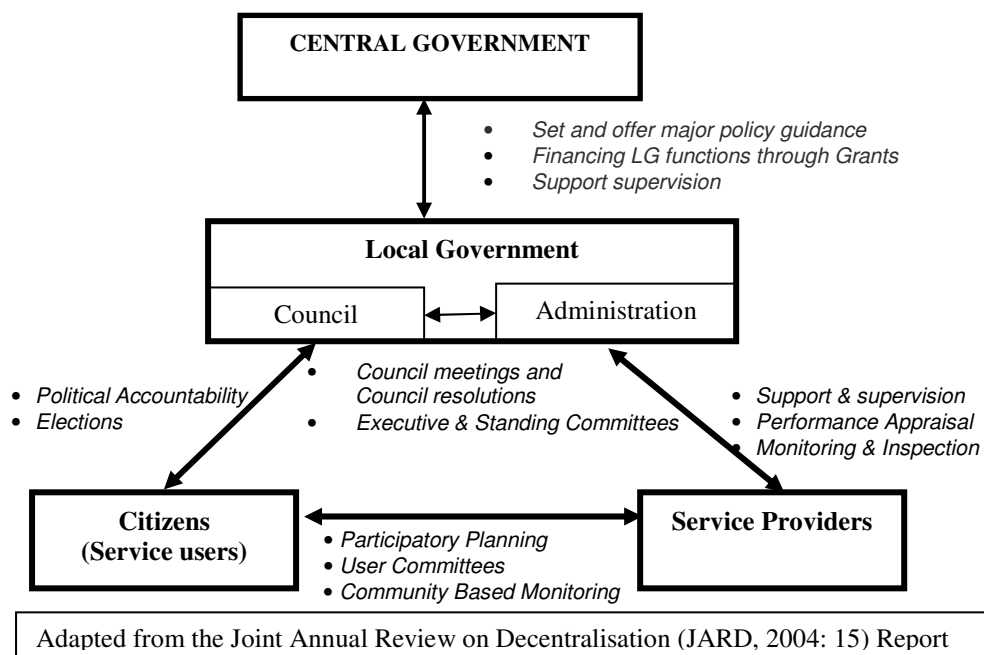 CENTRAL GOVERNMENT
• Set and offer major policy guidance
• Financing LG functions through Grants
• Support supervision
Local Government
Council
Administration
• Political Accountability
• Elections
• Council meetings and
Council resolutions
• Executive & Standing Committees
• Support & supervision
• Performance Appraisal
• Monitoring & Inspection
Citizens
(Service users)
• Participatory Planning
• User Committees
• Community Based Monitoring
Service Providers
Adapted from the Joint Annual Review on Decentralisation (JARD, 2004: 15) Report